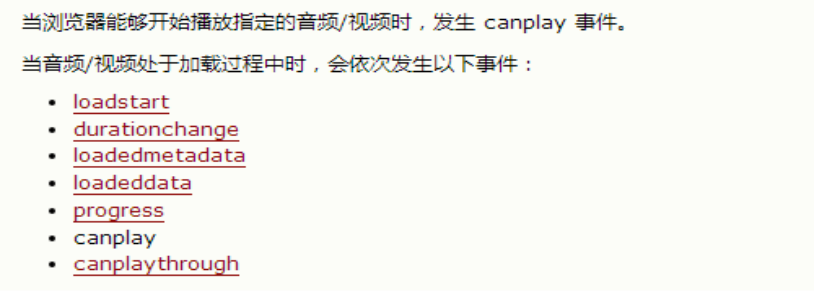 当浏览器能够开始播放指定的音频/视频时，发生 canplay 事件。
当音频/视频处于加载过程中时，会依次发生以下事件：
• loadstart
• durationchange
• loadedmetadata
• loadeddata
• progress
• canplay
• canplaythrough